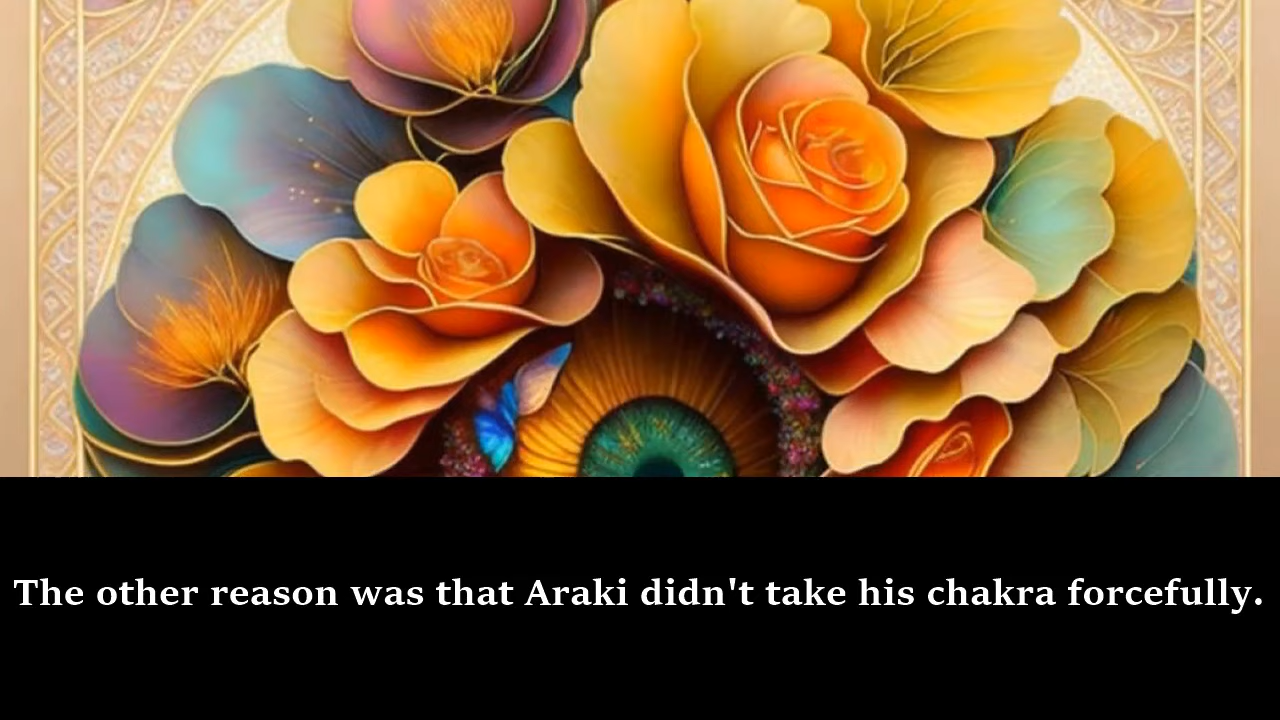 The other reason was that Araki didn't take his chakra forcefully.